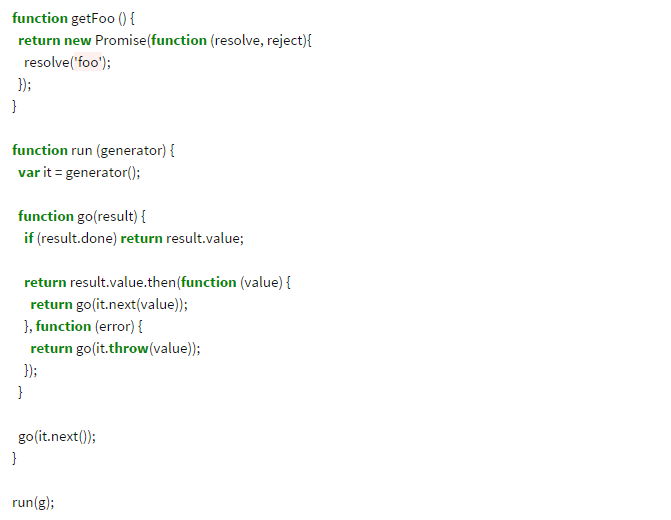 function getFoo () {
return new Promise(function (resolve, reject){
resolve('foo');
});
}
function run (generator) {
var it = generator();
function go(result) {
if (result.done) return result.value;
return result.value.then(function (value) {
return go(it.next(value));
}, function (error) {
return go(it.throw(value));
});
}
go(it.next());
}
run(g);